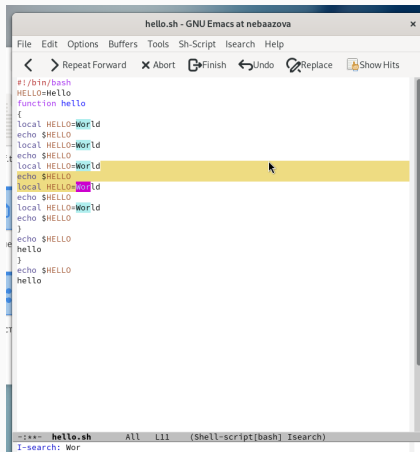 hello.sh - GNU Emacs at nebaazova
File Edit Options Buffers Tools Sh-Script Isearch Help
Repeat Forward Abort Finish Undo Replace Show Hits
#!/bin/bash
HELLO=Hello
function hello
{
local HELLO=World
echo $HELLO
local HELLO=World
echo $HELLO
local HELLO=World
echo $HELLO
local HELLO=World
echo $HELLO
local HELLO=World
echo $HELLO
}
echo $HELLO
hello
}
echo $HELLO
hello
-:**- hello.sh All L11 (Shell-script[bash] Isearch)
I-search: Wor